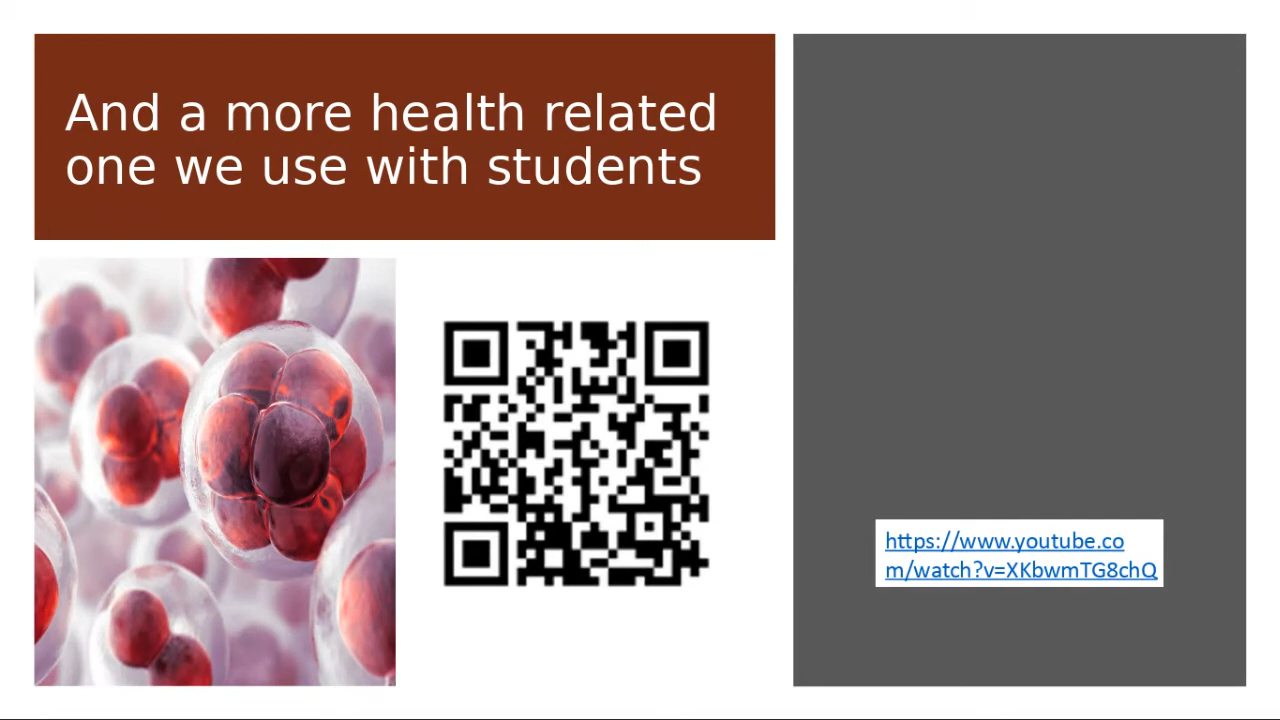 And a more health related
one we use with students
https://www.youtube.co
m/watch?v=XKbwmTG8chQ